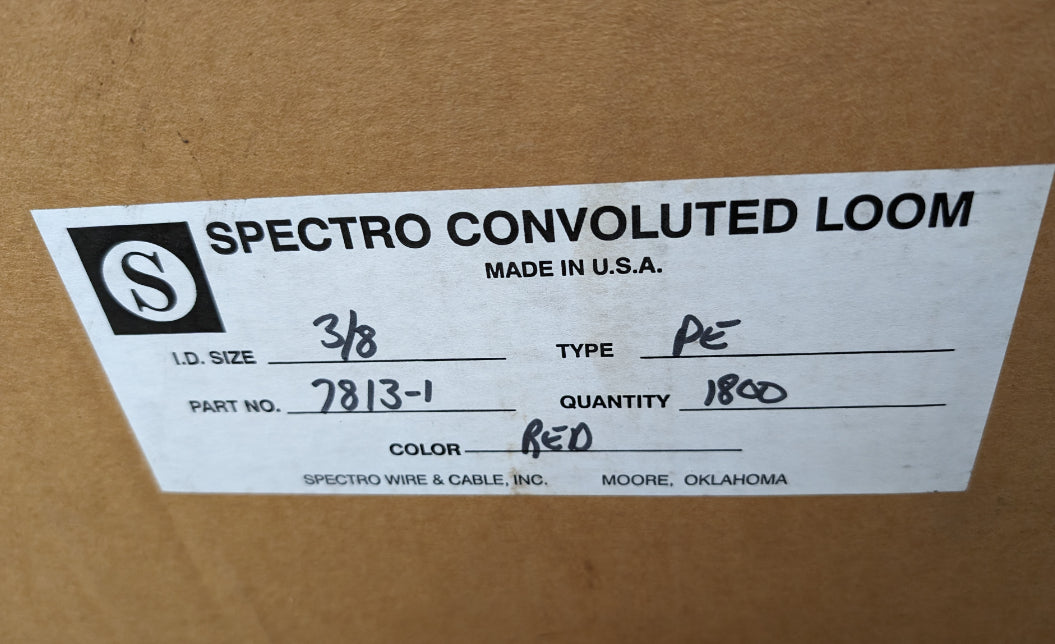 S
SPECTRO CONVOLUTED LOOM
MADE IN U.S.A.
I.D. SIZE 3/8 TYPE PE
PART NO. 7813-1 QUANTITY 1800
COLOR RED
SPECTRO WIRE & CABLE, INC. MOORE, OKLAHOMA